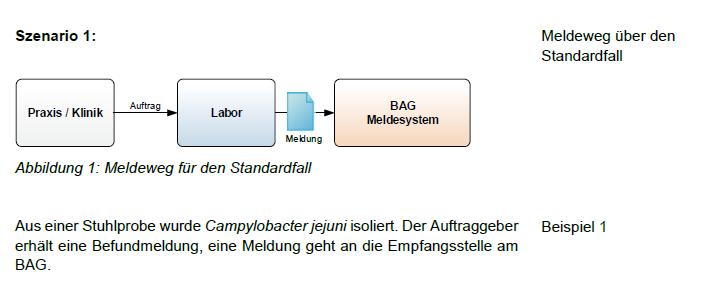 Szenario 1:
Meldeweg über den
Standardfall
Praxis / Klinik
Auftrag
Labor
Meldung
BAG
Meldesystem
Abbildung 1: Meldeweg für den Standardfall
Aus einer Stuhlprobe wurde Campylobacter jejuni isoliert. Der Auftraggeber
erhält eine Befundmeldung, eine Meldung geht an die Empfangsstelle am
BAG.
Beispiel 1